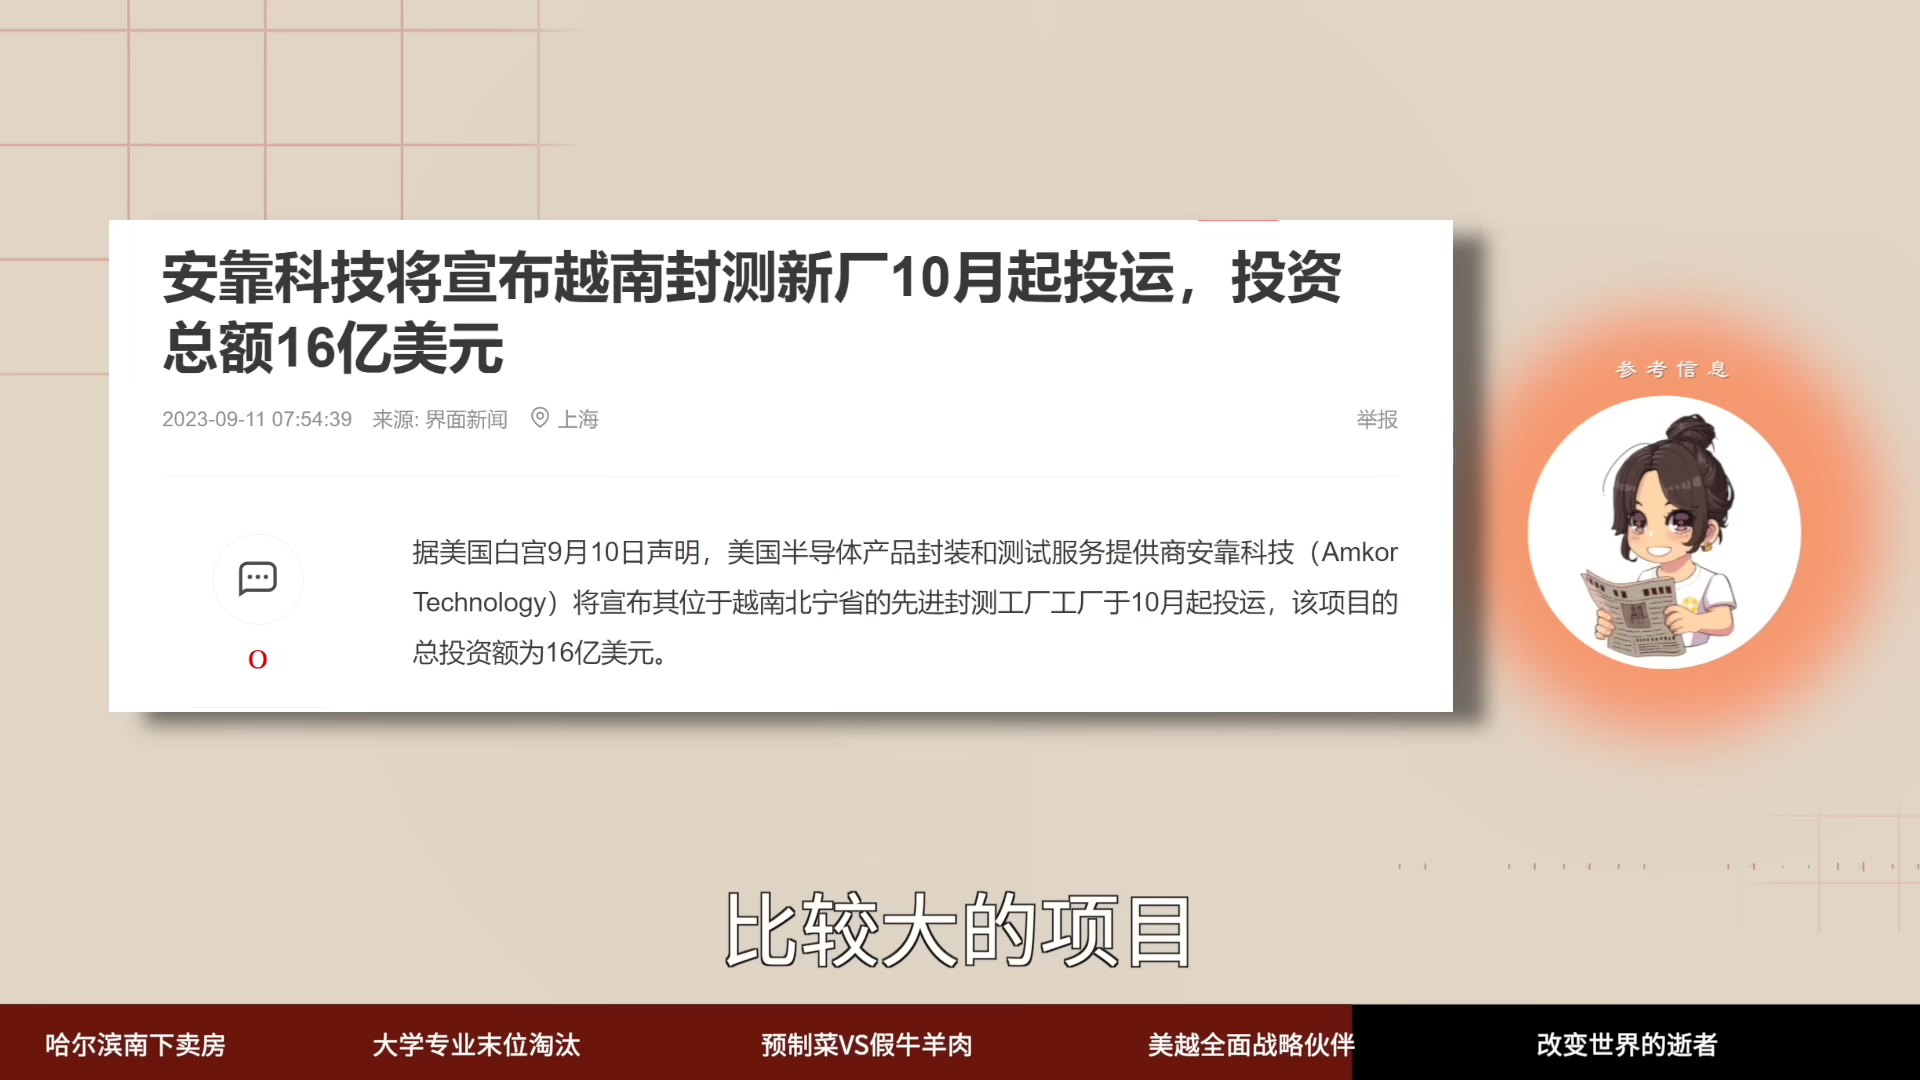 安靠科技将宣布越南封测新厂10月起投运，投资
总额16亿美元
2023-09-11 07:54:39 来源: 界面新闻 上海 举报
据美国白宫9月10日声明，美国半导体产品封装和测试服务提供商安靠科技（Amkor
Technology）将宣布其位于越南北宁省的先进封测工厂工厂于10月起投运，该项目的
总投资额为16亿美元。
0
参考信息
比较大的项目
哈尔滨南下卖房 大学专业末位淘汰 预制菜VS假牛羊肉 美越全面战略伙伴 改变世界的逝者